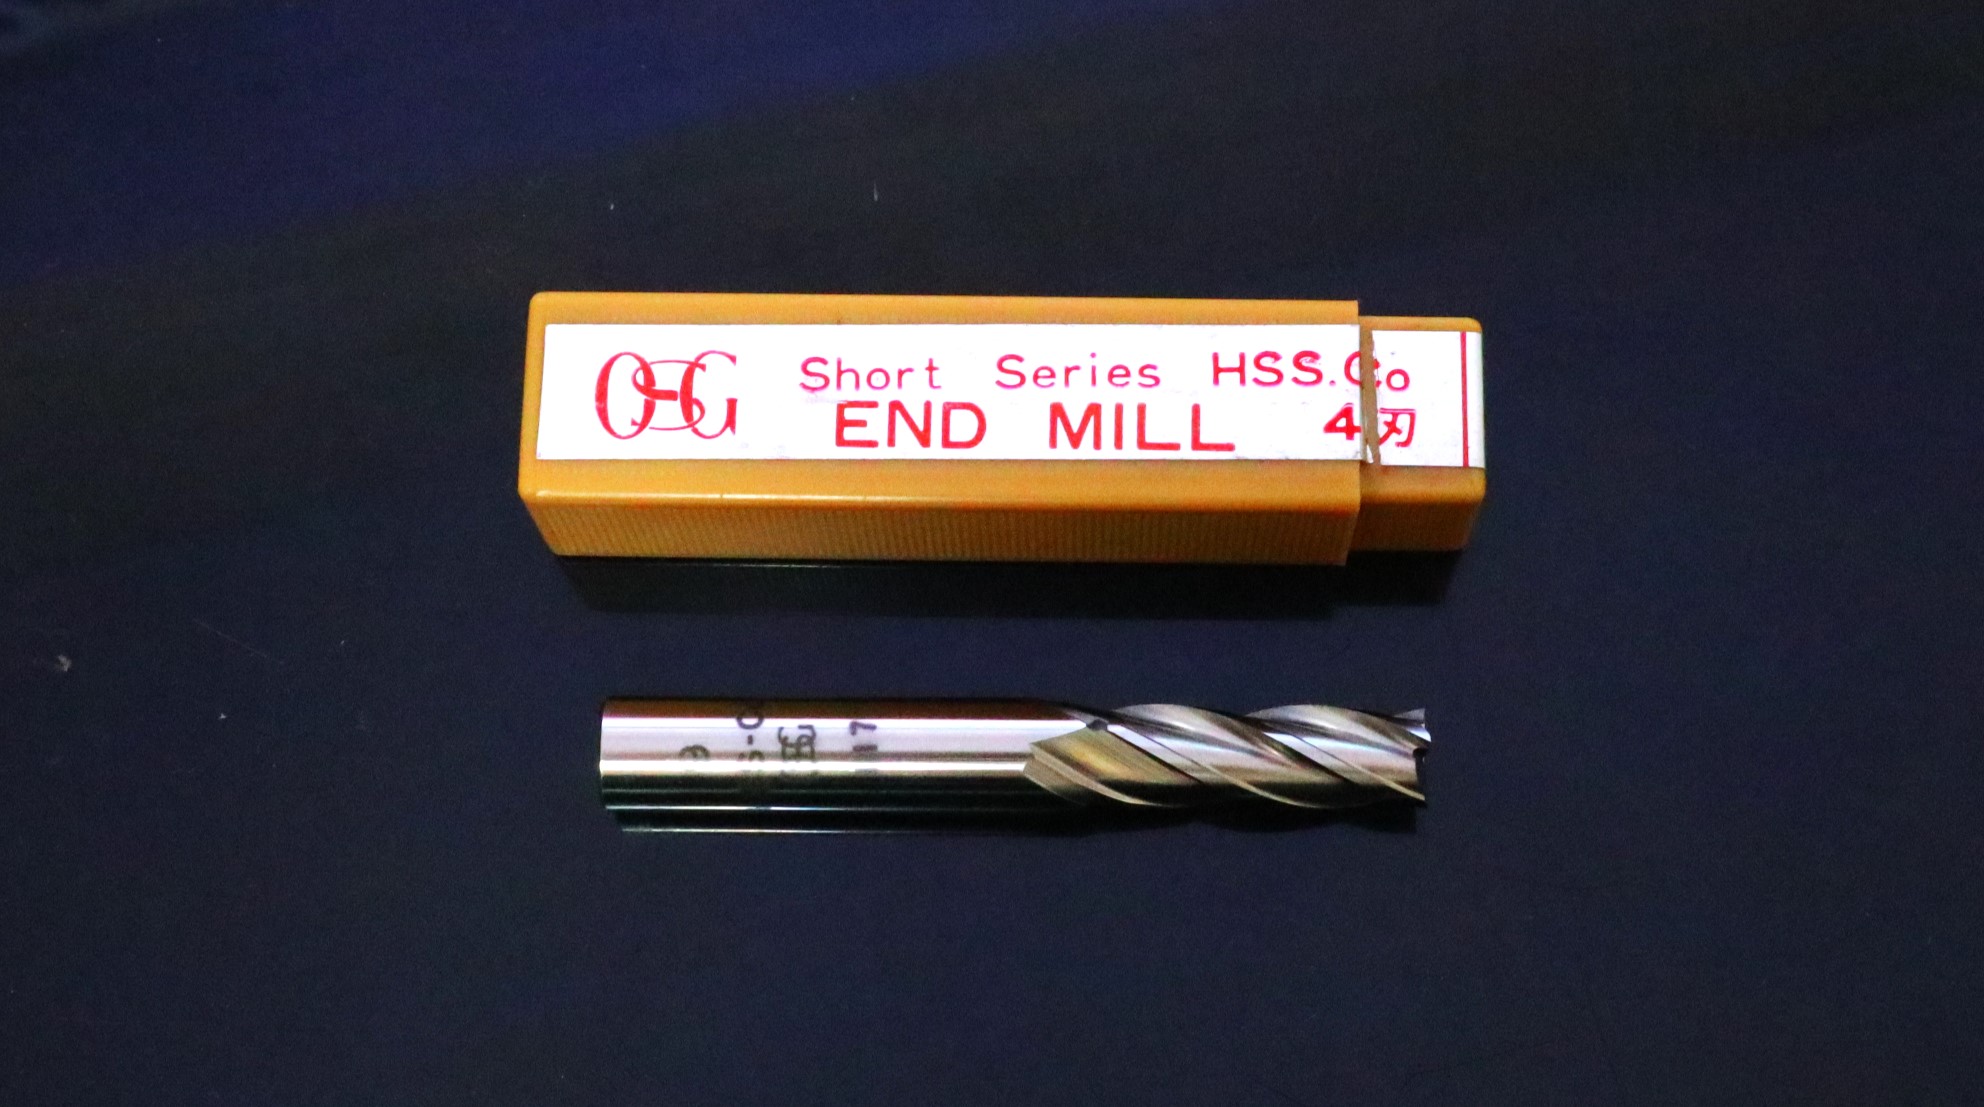 OSG
Short Series HSS.Co
END MILL 4刃